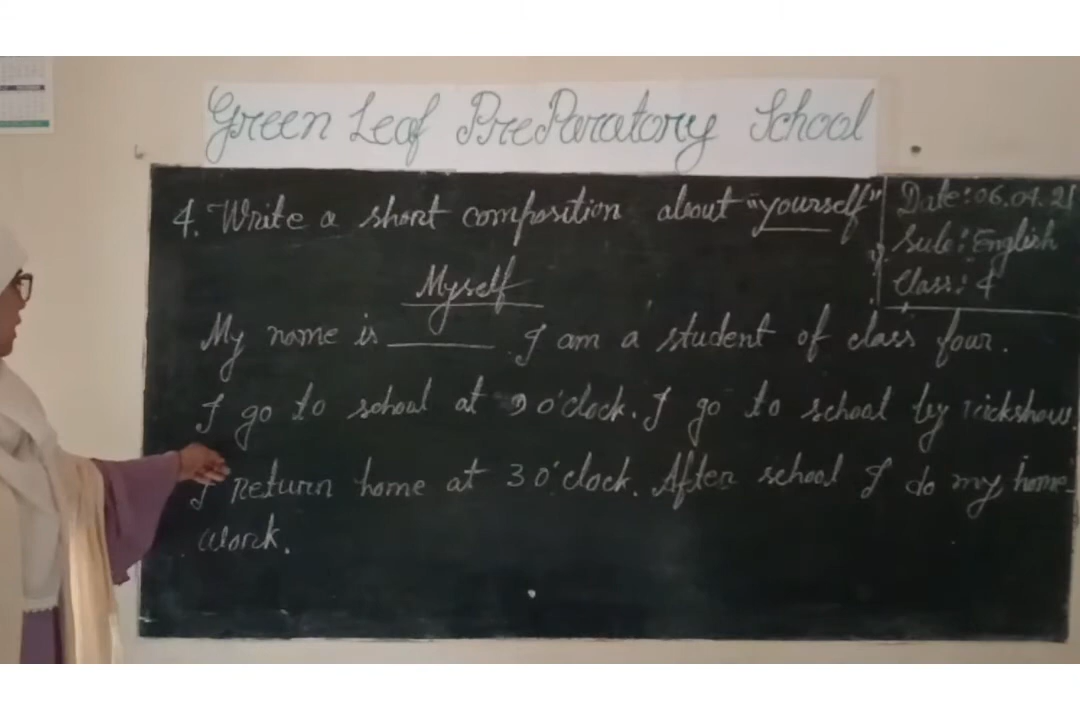 Green Leaf PreParatory School
4. Write a short composition about "yourself"
Date: 06.04.21
Sub: English
Class: 4
Myself
My name is ______ I am a student of class four.
I go to school at 9 o'clock. I go to school by rickshow.
I return home at 3 o'clock. After school I do my home-
work.